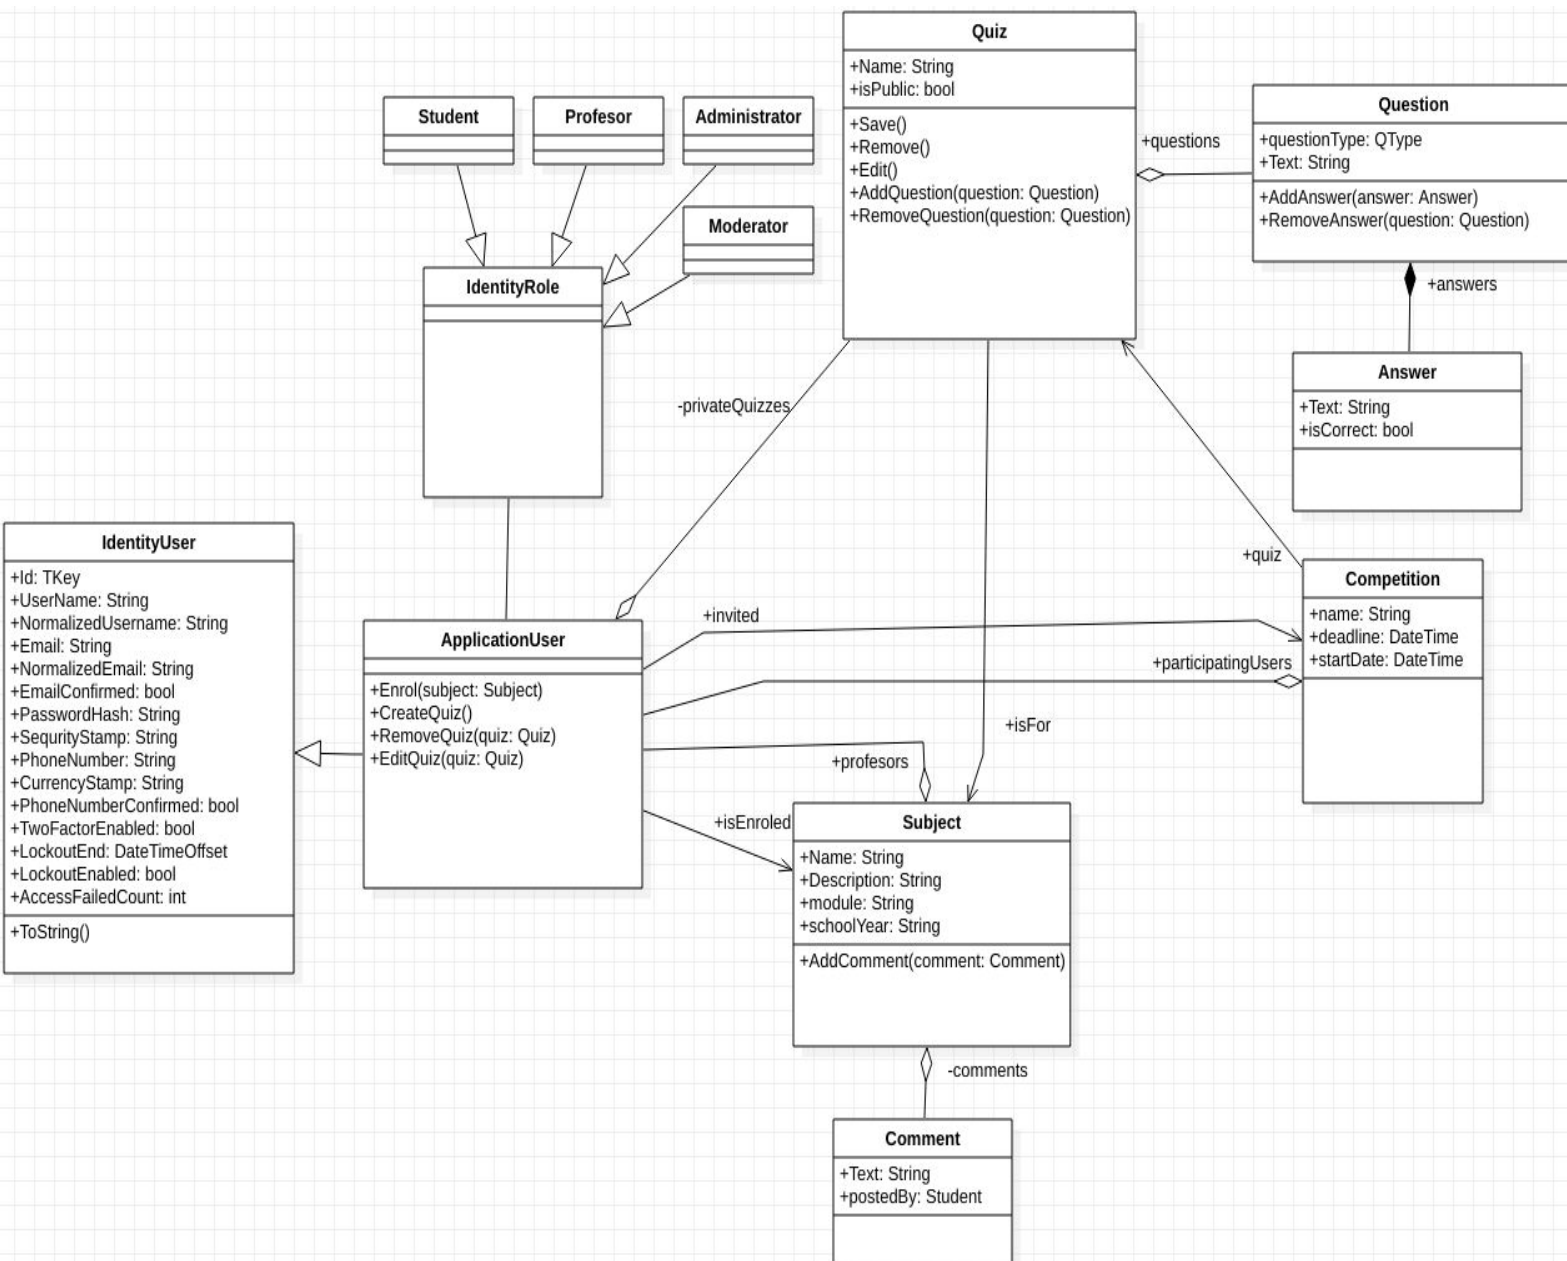 Quiz
+Name: String
+isPublic: bool
+Save()
+Remove()
+Edit()
+AddQuestion(question: Question)
+RemoveQuestion(question: Question)
+questions
Question
+questionType: QType
+Text: String
+AddAnswer(answer: Answer)
+RemoveAnswer(question: Question)
+answers
Answer
+Text: String
+isCorrect: bool
Student
Profesor
Administrator
Moderator
IdentityRole
-privateQuizzes
IdentityUser
+Id: TKey
+UserName: String
+NormalizedUsername: String
+Email: String
+NormalizedEmail: String
+EmailConfirmed: bool
+PasswordHash: String
+SequrityStamp: String
+PhoneNumber: String
+CurrencyStamp: String
+PhoneNumberConfirmed: bool
+TwoFactorEnabled: bool
+LockoutEnd: DateTimeOffset
+LockoutEnabled: bool
+AccessFailedCount: int
+ToString()
ApplicationUser
+Enrol(subject: Subject)
+CreateQuiz()
+RemoveQuiz(quiz: Quiz)
+EditQuiz(quiz: Quiz)
+invited
+quiz
Competition
+name: String
+deadline: DateTime
+startDate: DateTime
+participatingUsers
+isFor
+profesors
+isEnroled
Subject
+Name: String
+Description: String
+module: String
+schoolYear: String
+AddComment(comment: Comment)
-comments
Comment
+Text: String
+postedBy: Student